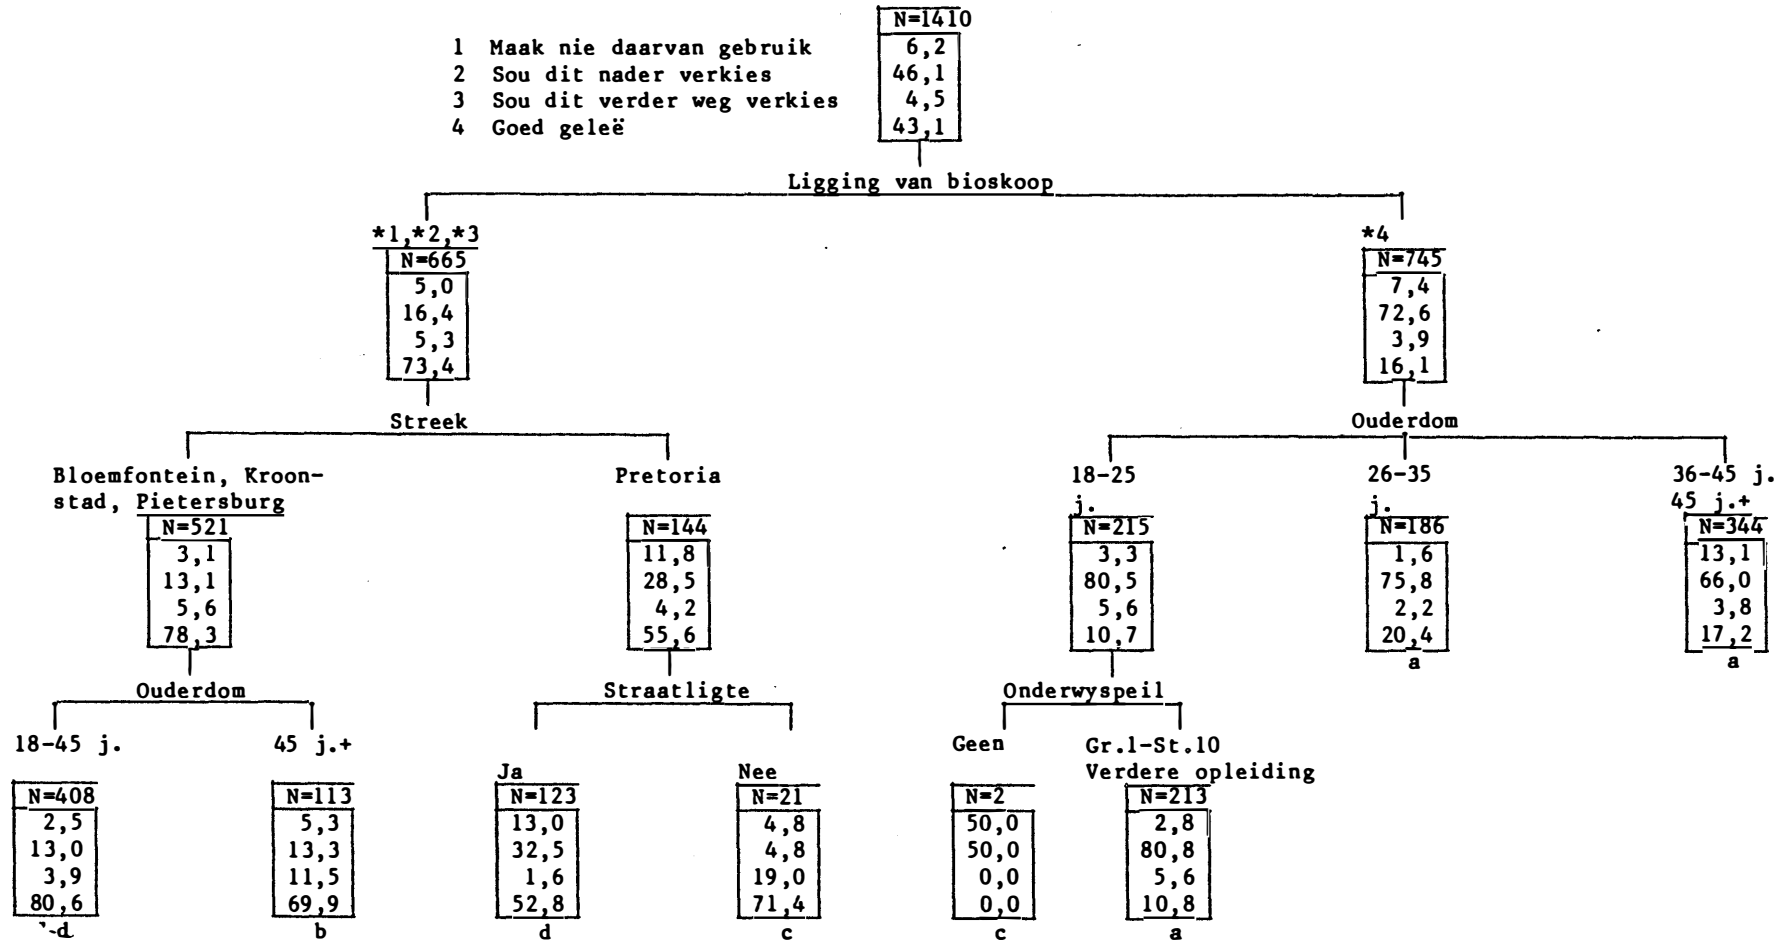 N=1410
1 Maak nie daarvan gebruik 6,2
2 Sou dit nader verkies 46,1
3 Sou dit verder weg verkies 4,5
4 Goed geleë 43,1
Ligging van bioskoop
*1,*2,*3 *4
N=665 N=745
5,0 7,4
16,4 72,6
5,3 3,9
73,4 16,1
Streek Ouderdom
Bloemfontein, Kroon- Pretoria 18-25 26-35 36-45 j.
stad, Pietersburg j. j. 45 j.+
N=521 N=144 N=215 N=186 N=344
3,1 11,8 3,3 1,6 13,1
13,1 28,5 80,5 75,8 66,0
5,6 4,2 5,6 2,2 3,8
78,3 55,6 10,7 20,4 17,2
a a
Ouderdom Straatligte Onderwyspeil
18-45 j. 45 j.+ Geen Gr.1-St.10
Ja Nee Verdere opleiding
N=408 N=113 N=123 N=21 N=2 N=213
2,5 5,3 13,0 4,8 50,0 2,8
13,0 13,3 32,5 4,8 50,0 80,8
3,9 11,5 1,6 19,0 0,0 5,6
80,6 69,9 52,8 71,4 0,0 10,8
d b d c c a